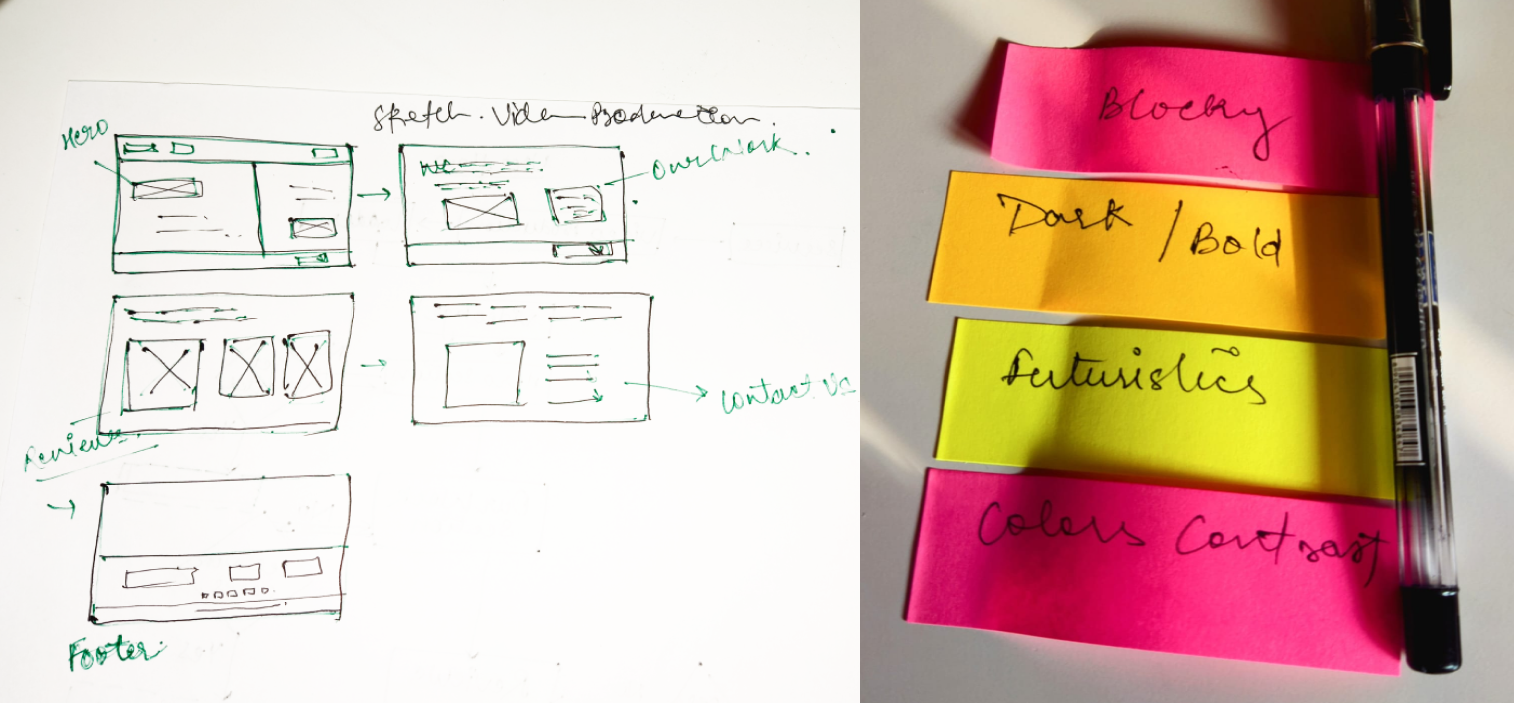 Sketch. Video Production.
Hero
Our Work.
Reviews.
Contact Us
Footer.
Blocky
Dark / Bold
Futuristics
Colors Contrast